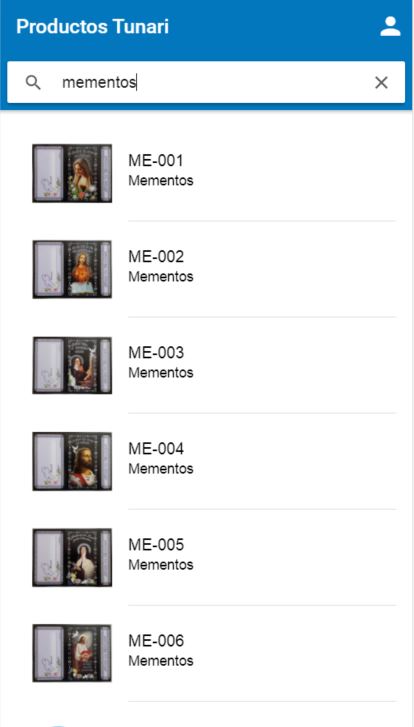 Productos Tunari
mementos
ME-001
Mementos
ME-002
Mementos
ME-003
Mementos
ME-004
Mementos
ME-005
Mementos
ME-006
Mementos